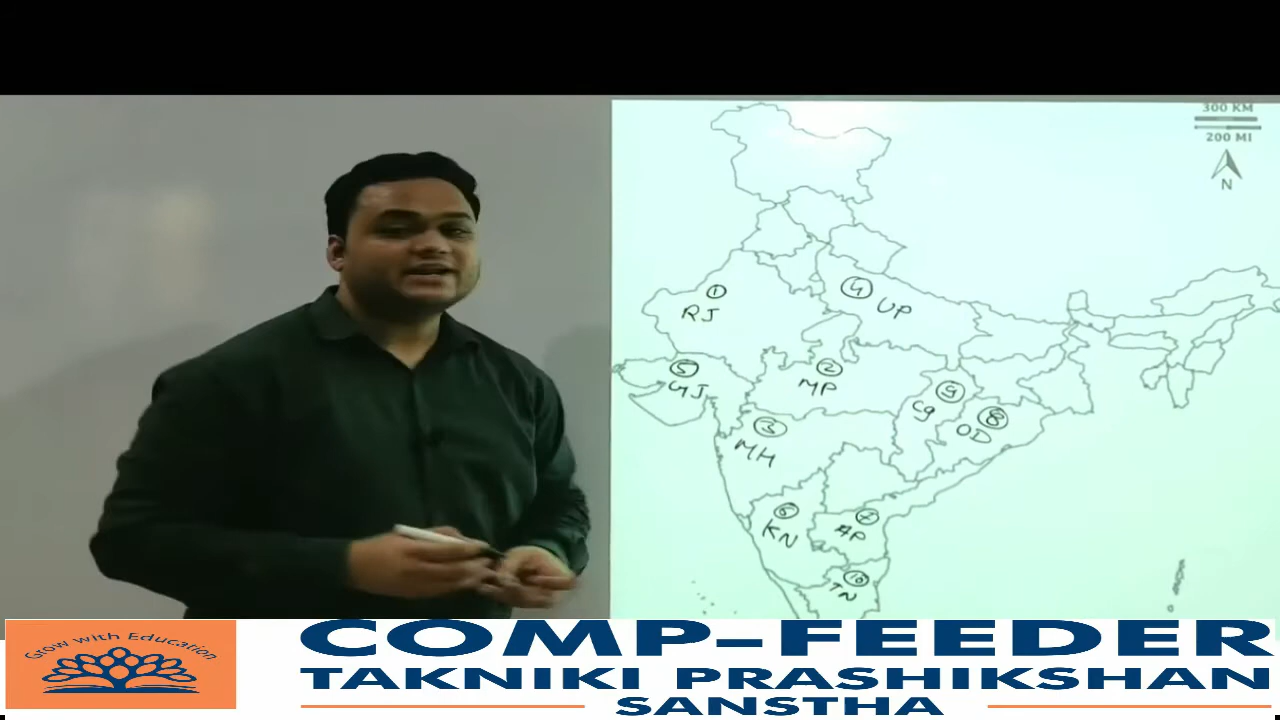 300 KM
200 MI
N
① RJ
4 UP
⑤ GJ
② MP
③ MH
9 Cg
⑧ OD
⑥ KN
⑦ AP
⑩ TN
Grow with Education
COMP-FEEDER
TAKNIKI PRASHIKSHAN
SANSTHA